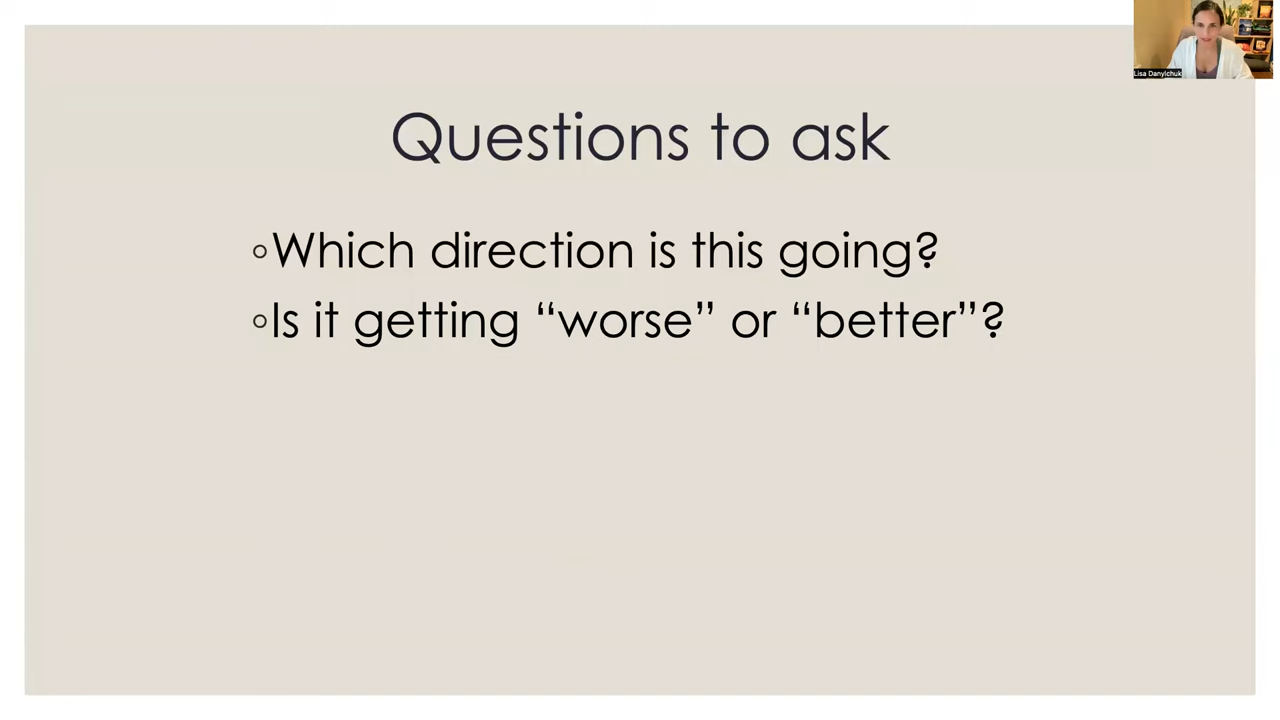 Lisa Danylchuk
Questions to ask
◦Which direction is this going?
◦Is it getting “worse” or “better”?